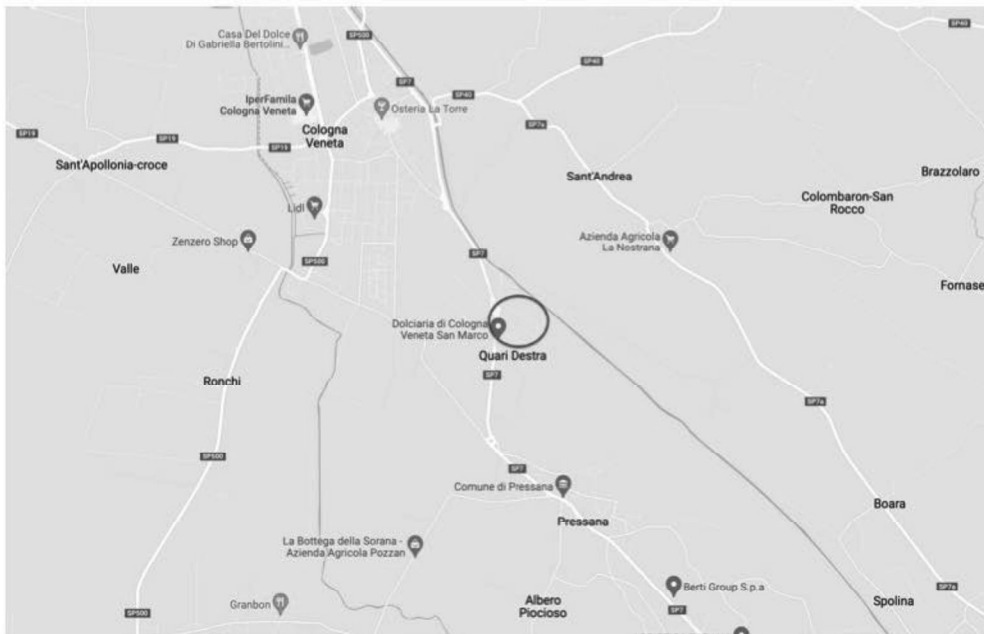 Casa Del Dolce
Di Gabriella Bertolini...
SP500
SP40
SP40
SP7
SP40
IperFamila
Cologna Veneta
Osteria La Torre
SP7a
SP19
SP19
SP19
Cologna
Veneta
Sant'Apollonia-croce
Sant'Andrea
Brazzolaro
Colombaron-San
Rocco
Lidl
Zenzero Shop
Azienda Agricola
La Nostrana
SP7
SP500
Valle
Fornase
Dolciaria di Cologna
Veneta San Marco
Quari Destra
SP7
Ronchi
SP7a
SP500
SP7
Comune di Pressana
Boara
Pressana
La Bottega della Sorana -
Azienda Agricola Pozzan
Berti Group S.p.a
SP7a
Granbon
Albero
Piocioso
Spolina
SP500
SP7